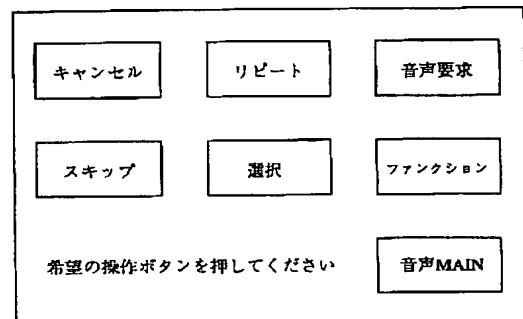 キャンセル
リピート
音声要求
スキップ
選択
ファンクション
希望の操作ボタンを押してください
音声MAIN